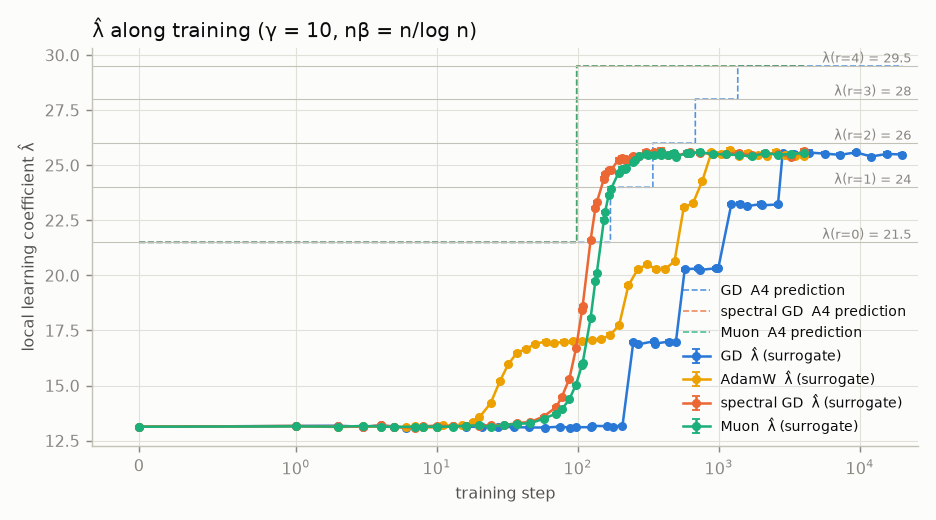 λ̂ along training (γ = 10, nβ = n/log n)
30.0
27.5
25.0
22.5
20.0
17.5
15.0
12.5
local learning coefficient λ̂
λ(r=4) = 29.5
λ(r=3) = 28
λ(r=2) = 26
λ(r=1) = 24
λ(r=0) = 21.5
GD A4 prediction
spectral GD A4 prediction
Muon A4 prediction
GD λ̂ (surrogate)
AdamW λ̂ (surrogate)
spectral GD λ̂ (surrogate)
Muon λ̂ (surrogate)
0 10⁰ 10¹ 10² 10³ 10⁴
training step